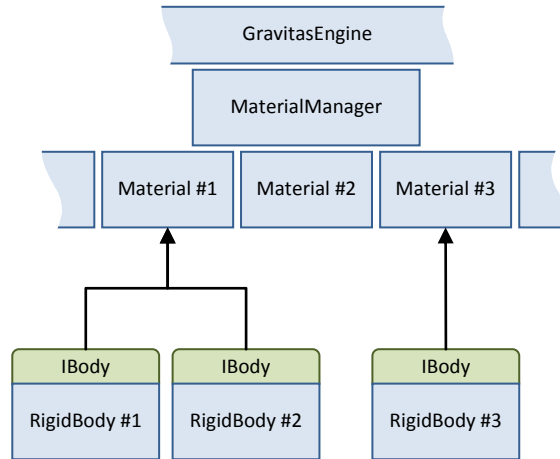 GravitasEngine
MaterialManager
Material #1
Material #2
Material #3
IBody
IBody
IBody
RigidBody #1
RigidBody #2
RigidBody #3